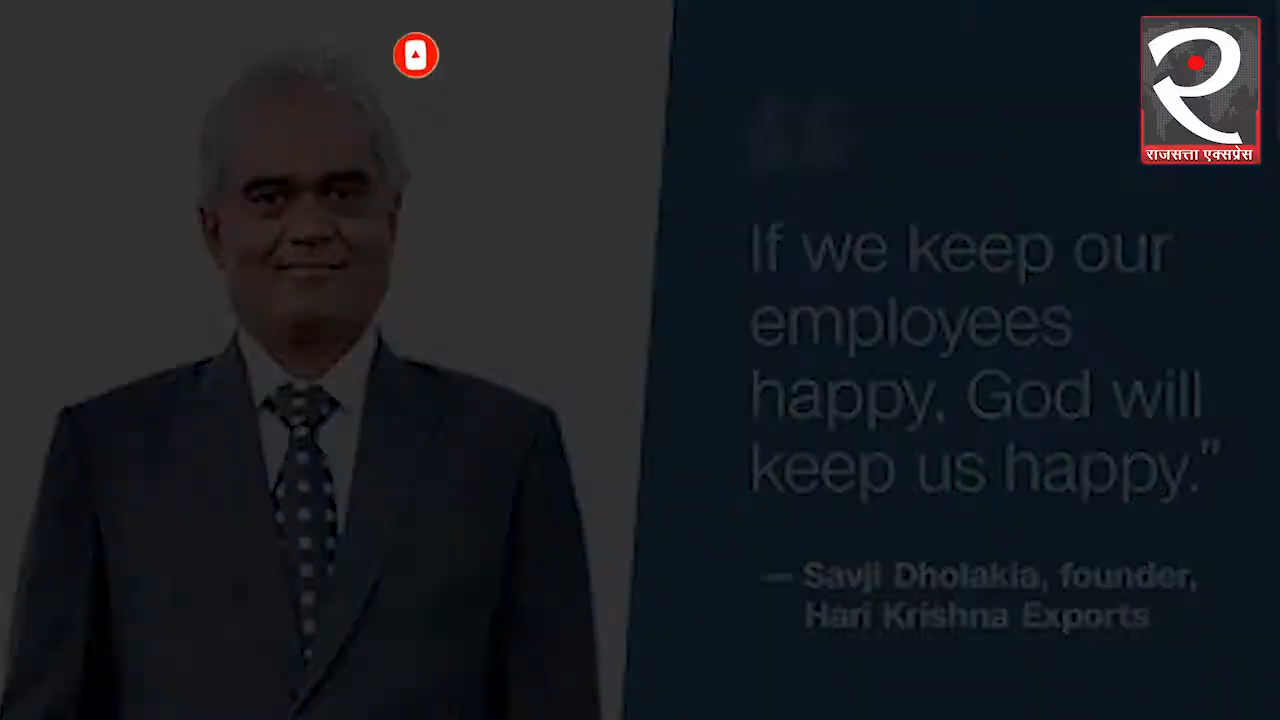 राजसत्ता एक्सप्रेस
“
If we keep our
employees
happy, God will
keep us happy.”
— Savji Dholakia, founder,
Hari Krishna Exports